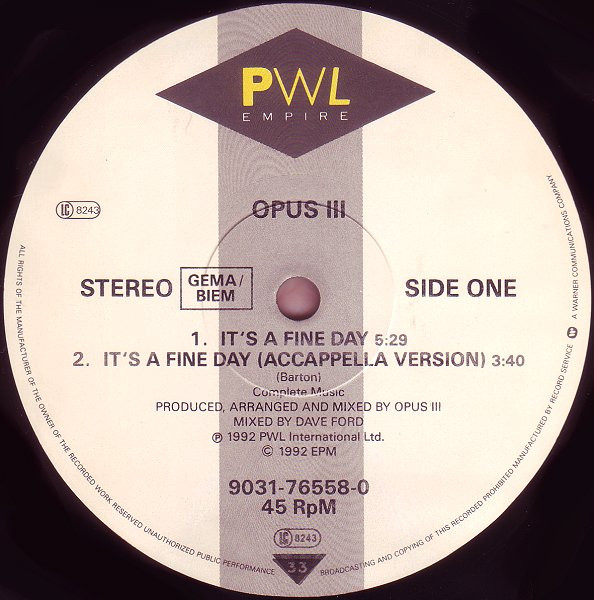 PWL
EMPIRE
LC 8243
OPUS III
STEREO GEMA/BIEM SIDE ONE
1. IT'S A FINE DAY 5:29
2. IT'S A FINE DAY (ACCAPPELLA VERSION) 3:40
(Barton)
Complete Music
PRODUCED, ARRANGED AND MIXED BY OPUS III
MIXED BY DAVE FORD
℗ 1992 PWL International Ltd.
© 1992 EPM
9031-76558-0
45 RpM
LC 8243
33
ALL RIGHTS OF THE MANUFACTURER OF THE OWNER OF THE RECORDED WORK RESERVED UNAUTHORIZED PUBLIC PERFORMANCE BROADCASTING AND COPYING OF THIS RECORD PROHIBITED MANUFACTURED BY RECORD SERVICE A WARNER COMMUNICATIONS COMPANY